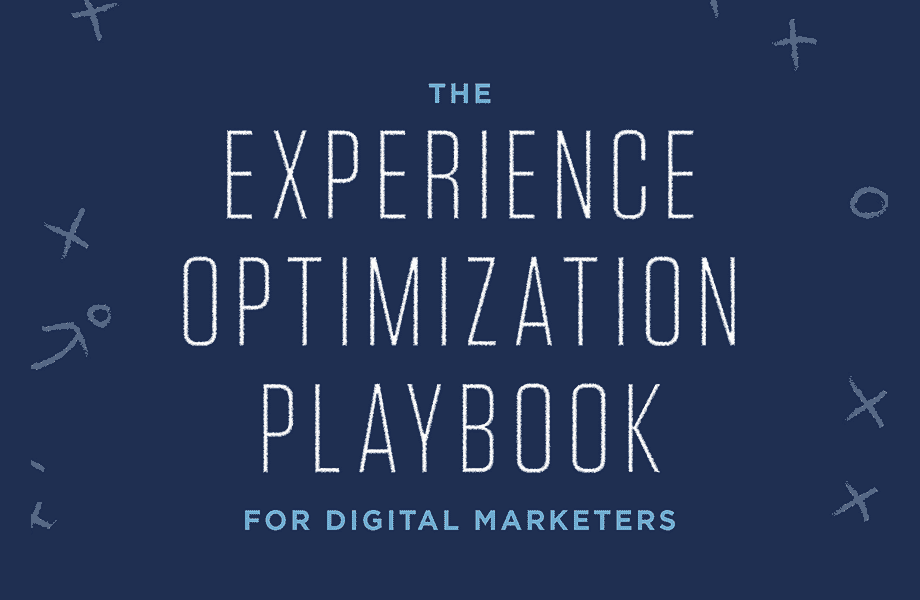 THE
EXPERIENCE
OPTIMIZATION
PLAYBOOK
FOR DIGITAL MARKETERS